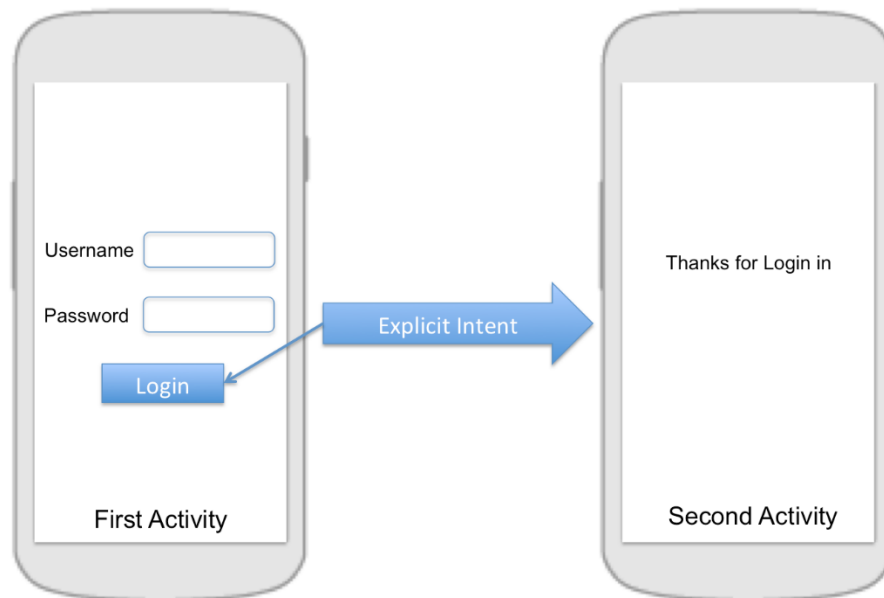 Username
Password
Login
First Activity
Explicit Intent
Thanks for Login in
Second Activity